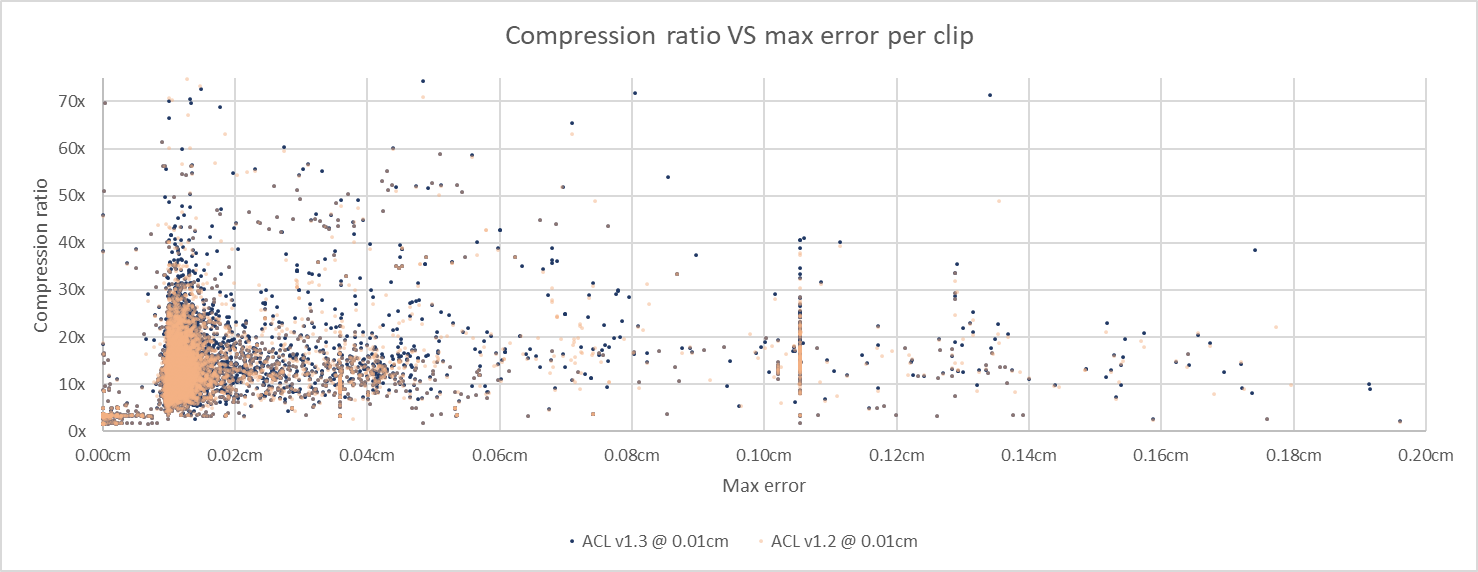 Compression ratio VS max error per clip
Compression ratio
70x
60x
50x
40x
30x
20x
10x
0x
0.00cm 0.02cm 0.04cm 0.06cm 0.08cm 0.10cm 0.12cm 0.14cm 0.16cm 0.18cm 0.20cm
Max error
ACL v1.3 @ 0.01cm ACL v1.2 @ 0.01cm